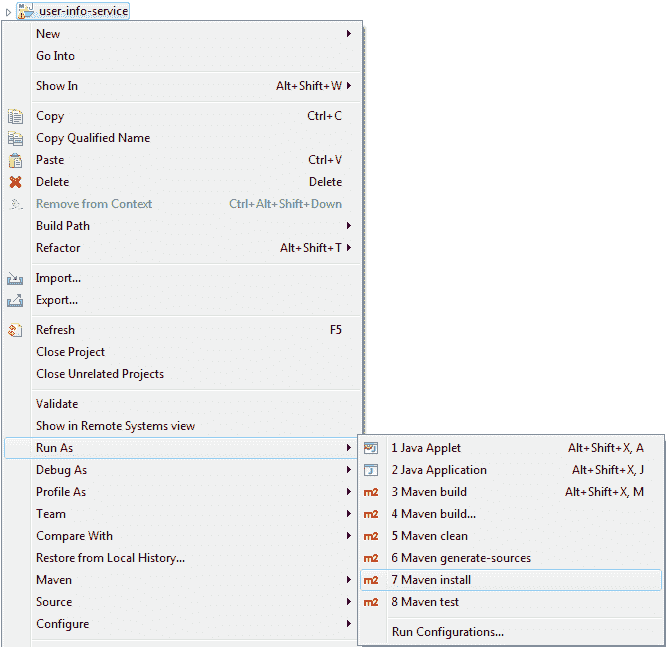 user-info-service
New
Go Into
Show In Alt+Shift+W
Copy Ctrl+C
Copy Qualified Name
Paste Ctrl+V
Delete Delete
Remove from Context Ctrl+Alt+Shift+Down
Build Path
Refactor Alt+Shift+T
Import...
Export...
Refresh F5
Close Project
Close Unrelated Projects
Validate
Show in Remote Systems view
Run As
Debug As
Profile As
Team
Compare With
Restore from Local History...
Maven
Source
Configure
1 Java Applet Alt+Shift+X, A
2 Java Application Alt+Shift+X, J
m2 3 Maven build Alt+Shift+X, M
m2 4 Maven build...
m2 5 Maven clean
m2 6 Maven generate-sources
m2 7 Maven install
m2 8 Maven test
Run Configurations...